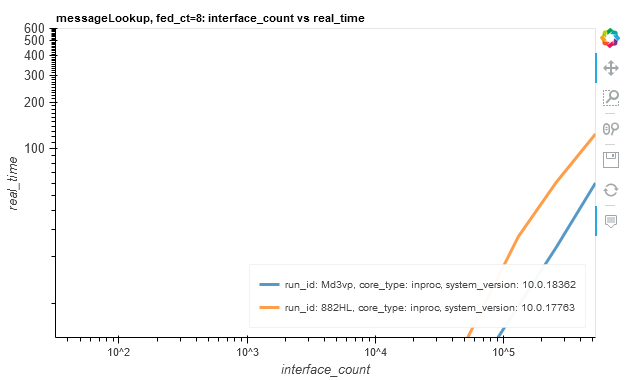 messageLookup, fed_ct=8: interface_count vs real_time
600
500
400
300
200
100
real_time
run_id: Md3vp, core_type: inproc, system_version: 10.0.18362
run_id: 882HL, core_type: inproc, system_version: 10.0.17763
10^2
10^3
10^4
10^5
interface_count